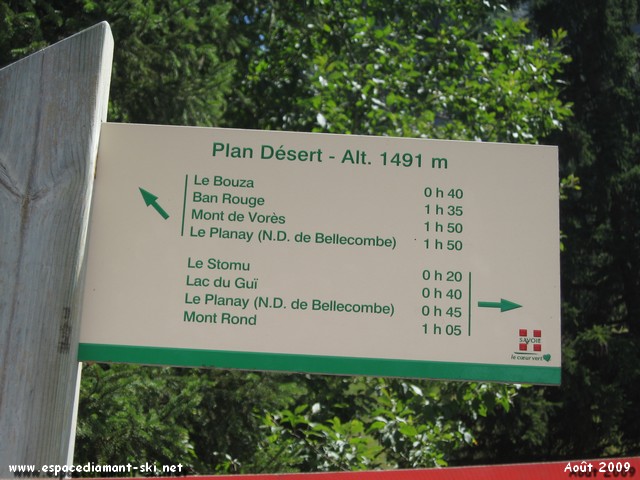 Plan Désert - Alt. 1491 m
Le Bouza 0 h 40
Ban Rouge 1 h 35
Mont de Vorès 1 h 50
Le Planay (N.D. de Bellecombe) 1 h 50
Le Stomu 0 h 20
Lac du Guï 0 h 40
Le Planay (N.D. de Bellecombe) 0 h 45
Mont Rond 1 h 05
SAVOIE
le cœur vert
www.espacediamant-ski.net
Août 2009